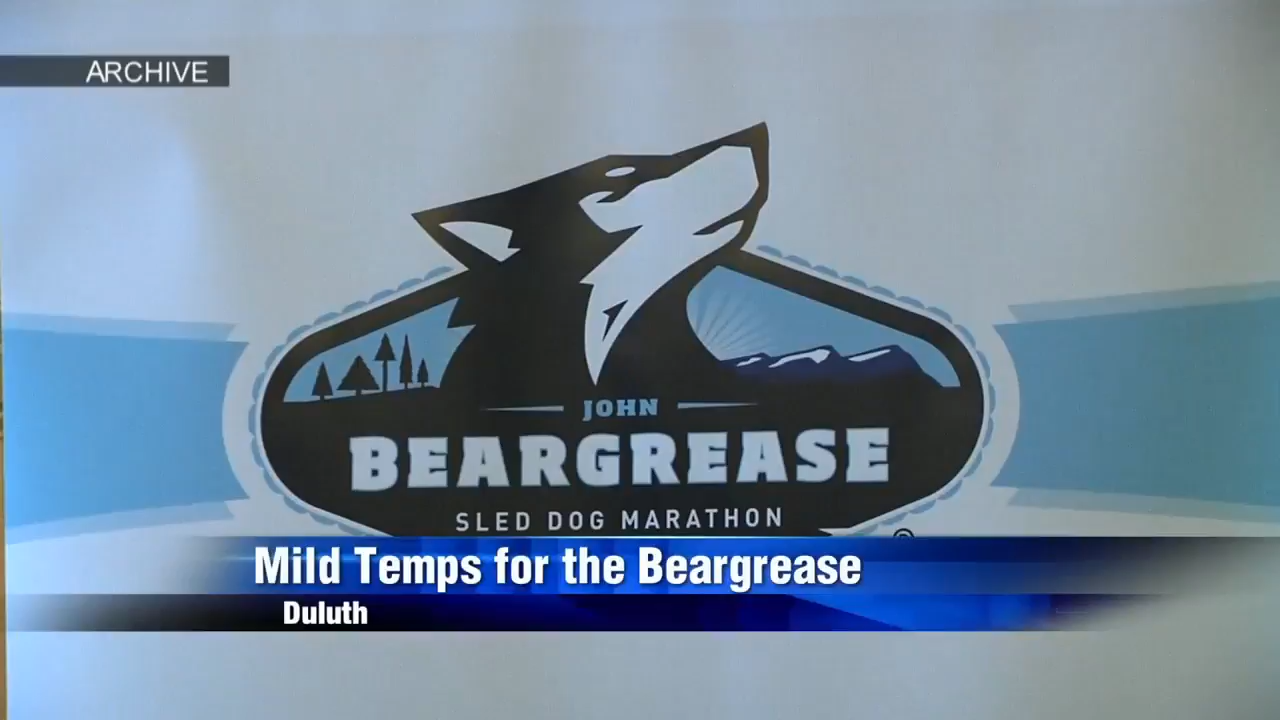 ARCHIVE
JOHN
BEARGREASE
SLED DOG MARATHON
®
Mild Temps for the Beargrease
Duluth